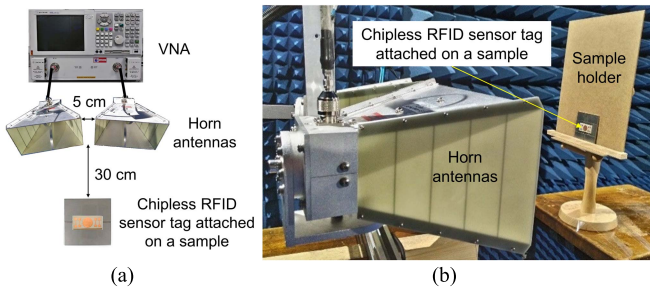 (a)
VNA
5 cm
Horn
antennas
30 cm
Chipless RFID
sensor tag attached
on a sample
(b)
Chipless RFID sensor tag
attached on a sample
Sample
holder
Horn
antennas